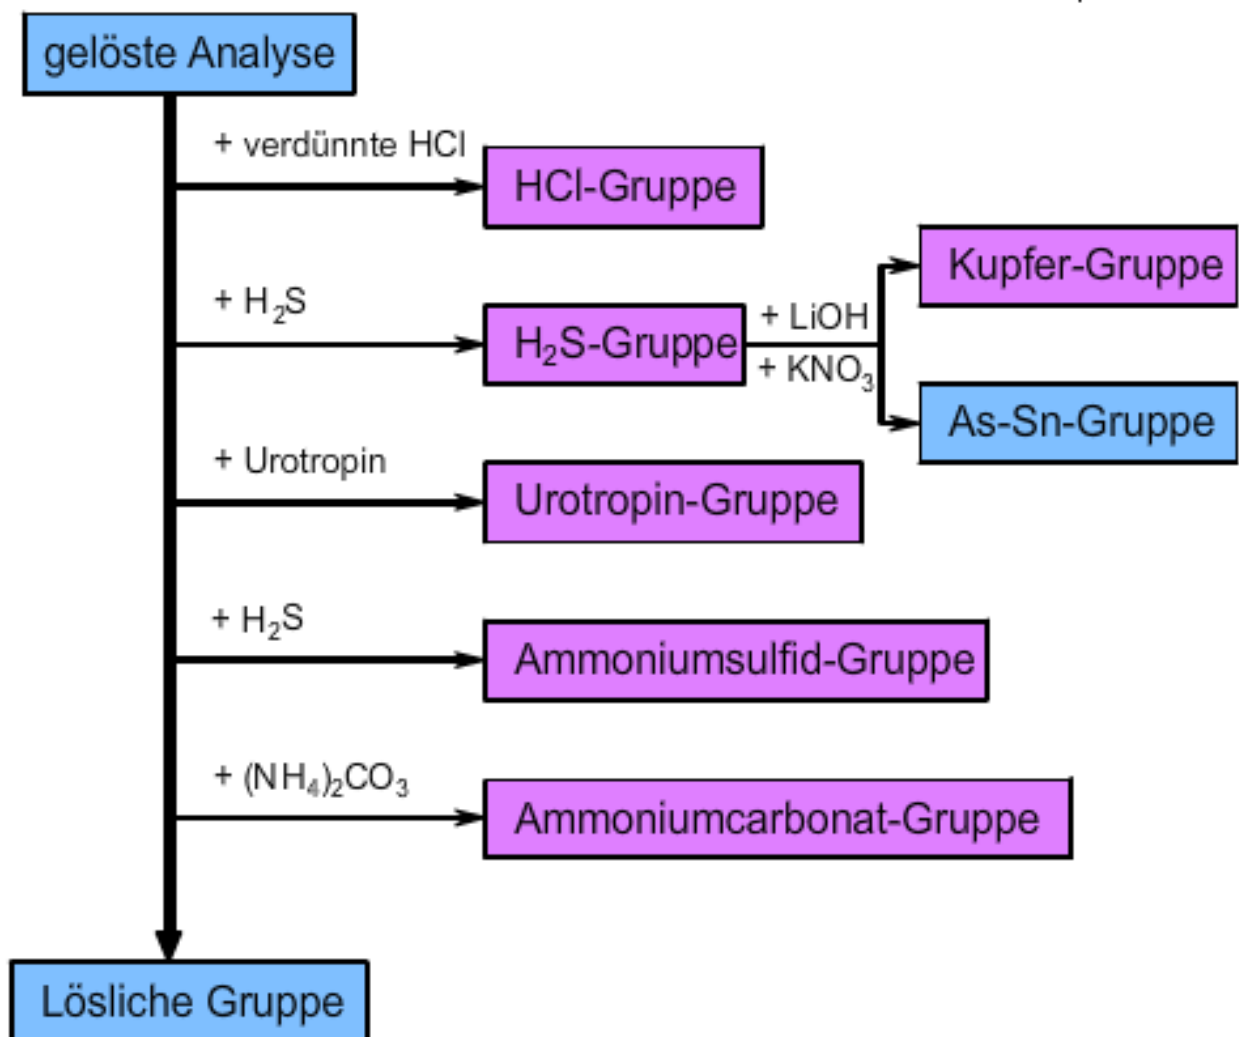 gelöste Analyse
+ verdünnte HCl
HCl-Gruppe
+ H₂S
H₂S-Gruppe
+ LiOH
+ KNO₃
Kupfer-Gruppe
As-Sn-Gruppe
+ Urotropin
Urotropin-Gruppe
+ H₂S
Ammoniumsulfid-Gruppe
+ (NH₄)₂CO₃
Ammoniumcarbonat-Gruppe
Lösliche Gruppe